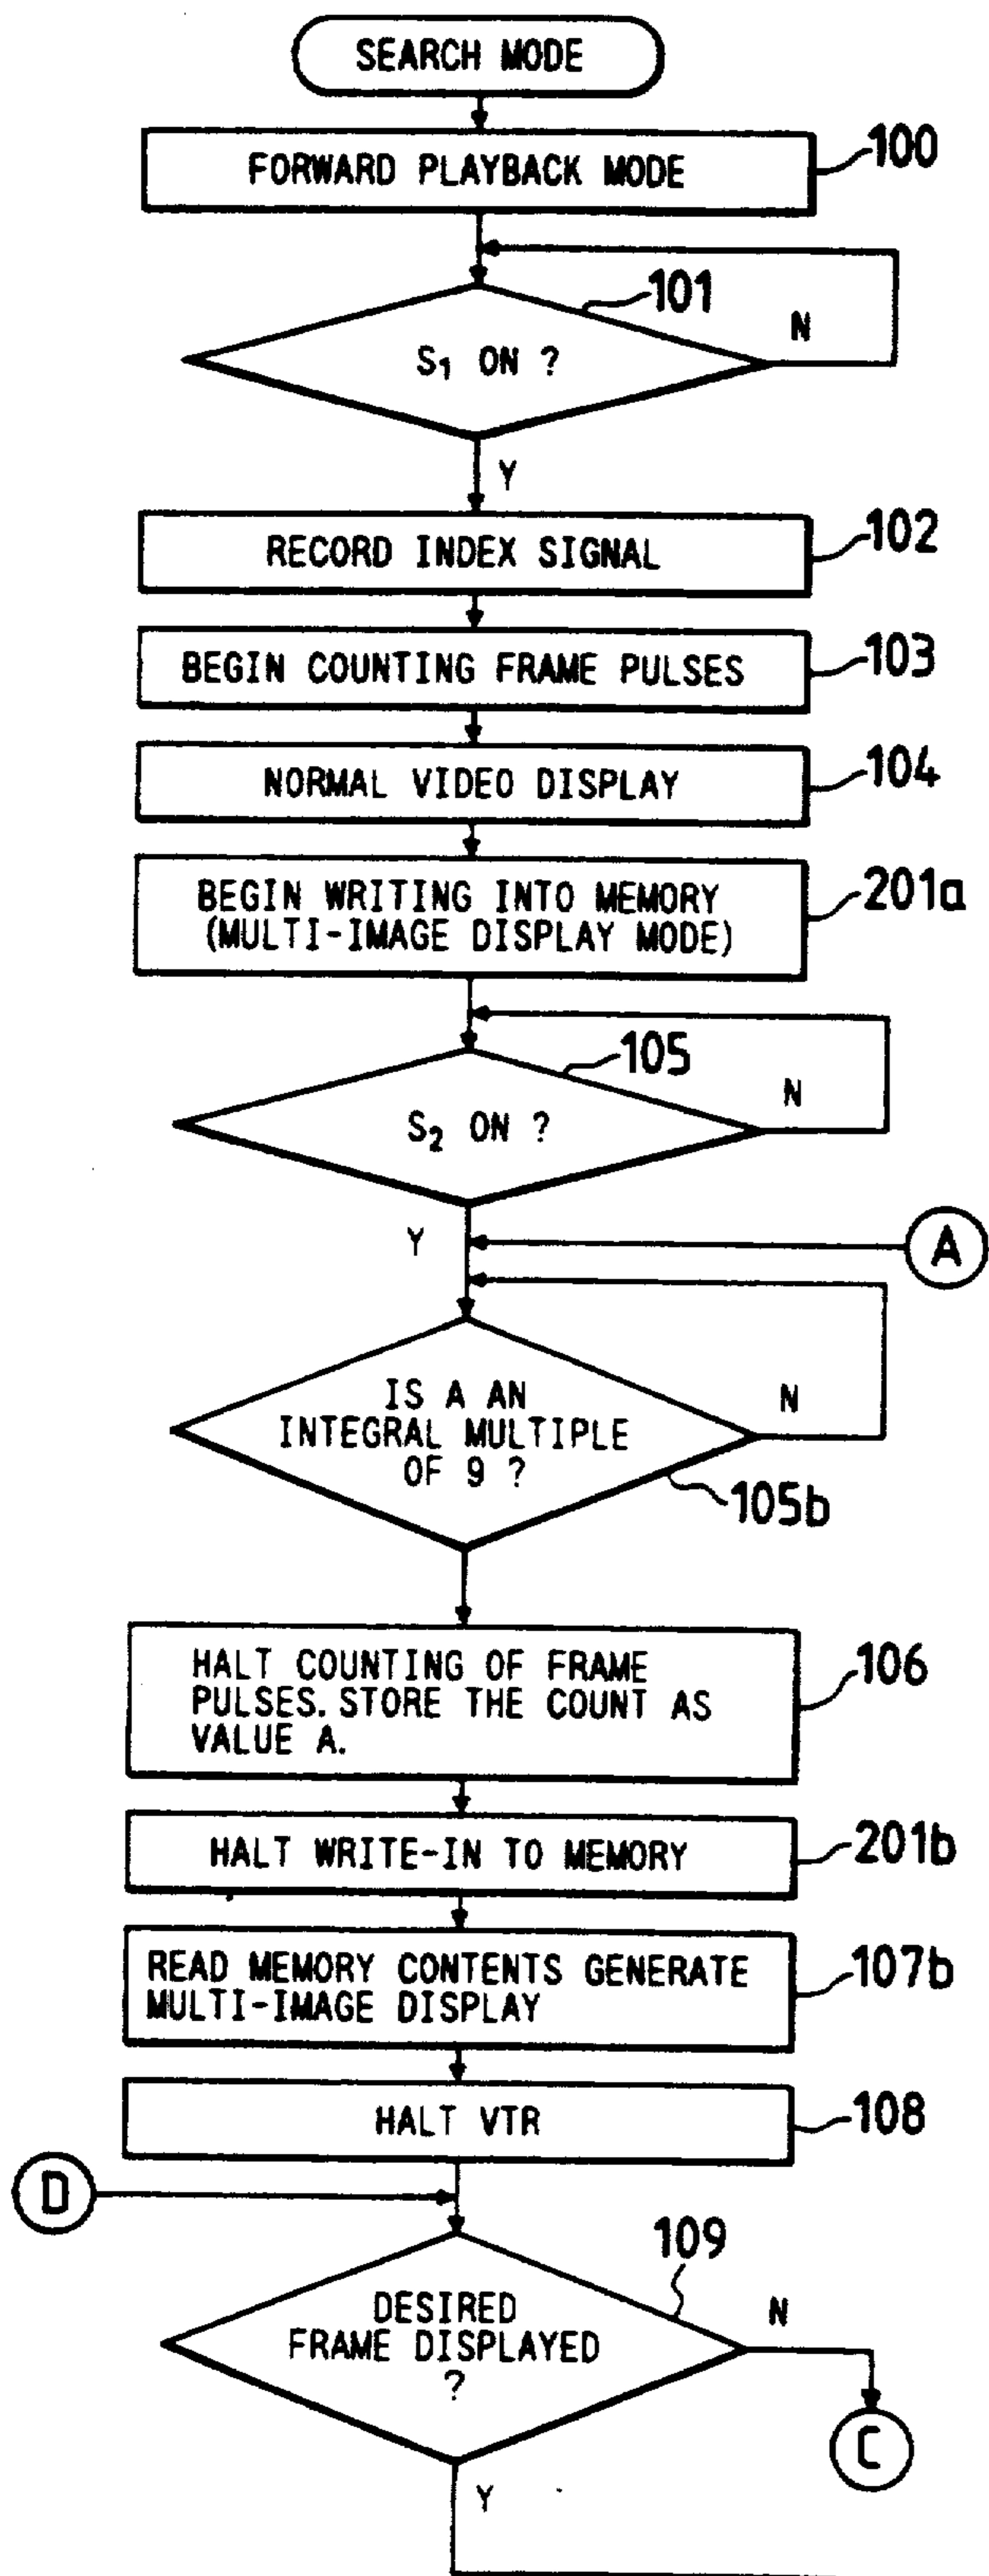 SEARCH MODE
FORWARD PLAYBACK MODE
100
101
S₁ ON ?
N
Y
RECORD INDEX SIGNAL
102
BEGIN COUNTING FRAME PULSES
103
NORMAL VIDEO DISPLAY
104
BEGIN WRITING INTO MEMORY
(MULTI-IMAGE DISPLAY MODE)
201a
105
S₂ ON ?
N
Y
A
IS A AN
INTEGRAL MULTIPLE
OF 9 ?
N
105b
HALT COUNTING OF FRAME
PULSES. STORE THE COUNT AS
VALUE A.
106
HALT WRITE-IN TO MEMORY
201b
READ MEMORY CONTENTS GENERATE
MULTI-IMAGE DISPLAY
107b
HALT VTR
108
D
109
DESIRED
FRAME DISPLAYED
?
N
C
Y